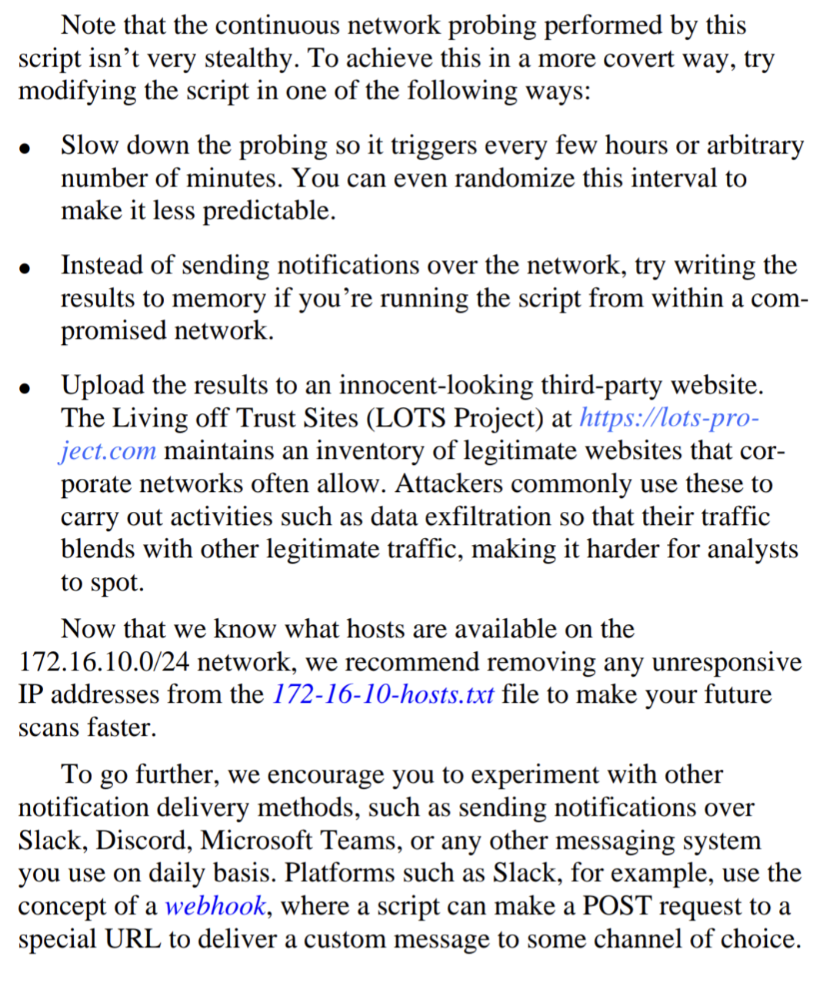 Note that the continuous network probing performed by this
script isn’t very stealthy. To achieve this in a more covert way, try
modifying the script in one of the following ways:
• Slow down the probing so it triggers every few hours or arbitrary
number of minutes. You can even randomize this interval to
make it less predictable.
• Instead of sending notifications over the network, try writing the
results to memory if you’re running the script from within a com-
promised network.
• Upload the results to an innocent-looking third-party website.
The Living off Trust Sites (LOTS Project) at https://lots-pro-
ject.com maintains an inventory of legitimate websites that cor-
porate networks often allow. Attackers commonly use these to
carry out activities such as data exfiltration so that their traffic
blends with other legitimate traffic, making it harder for analysts
to spot.
Now that we know what hosts are available on the
172.16.10.0/24 network, we recommend removing any unresponsive
IP addresses from the 172-16-10-hosts.txt file to make your future
scans faster.
To go further, we encourage you to experiment with other
notification delivery methods, such as sending notifications over
Slack, Discord, Microsoft Teams, or any other messaging system
you use on daily basis. Platforms such as Slack, for example, use the
concept of a webhook, where a script can make a POST request to a
special URL to deliver a custom message to some channel of choice.